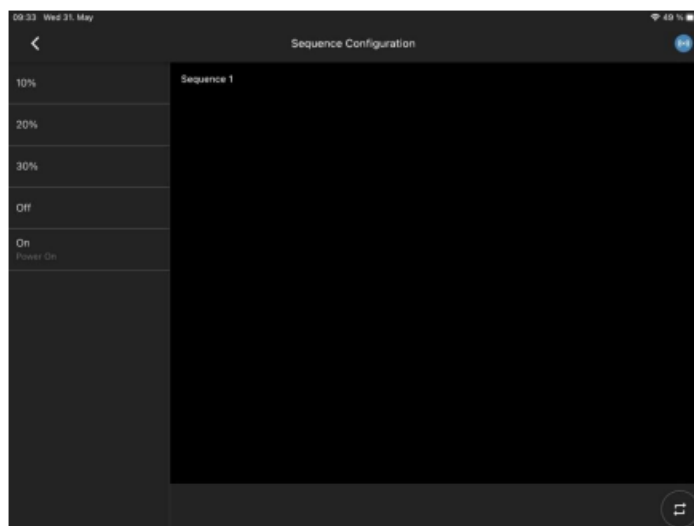 09:33 Wed 31. May
49 %
Sequence Configuration
10%
Sequence 1
20%
30%
Off
On
Power On